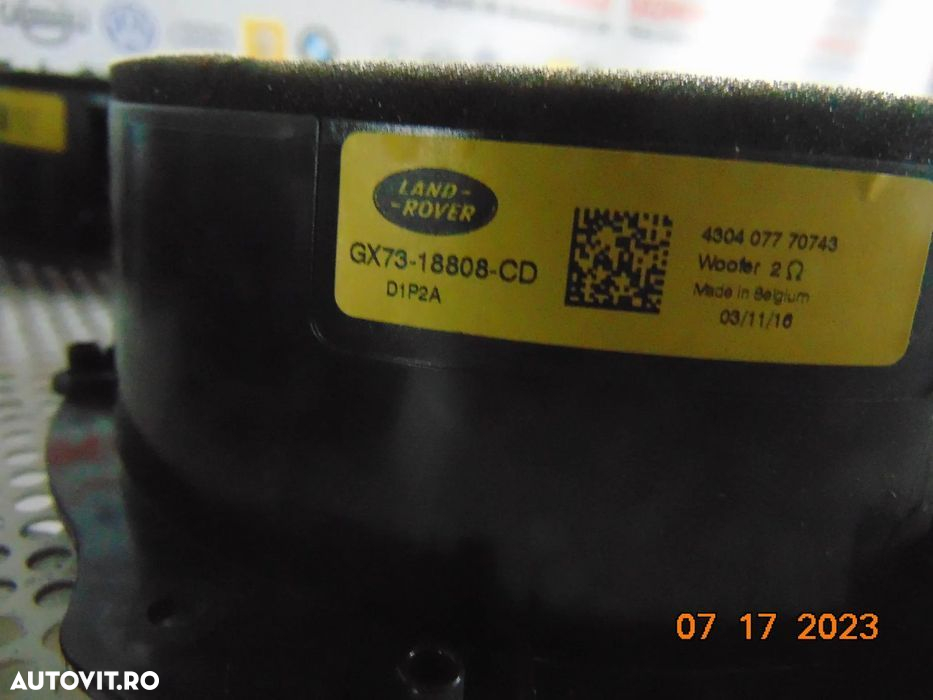 LAND-
-ROVER
GX73-18808-CD
D1P2A
4304 077 70743
Woofer 2 Ω
Made in Belgium
03/11/16
07 17 2023
AUTOVIT.RO